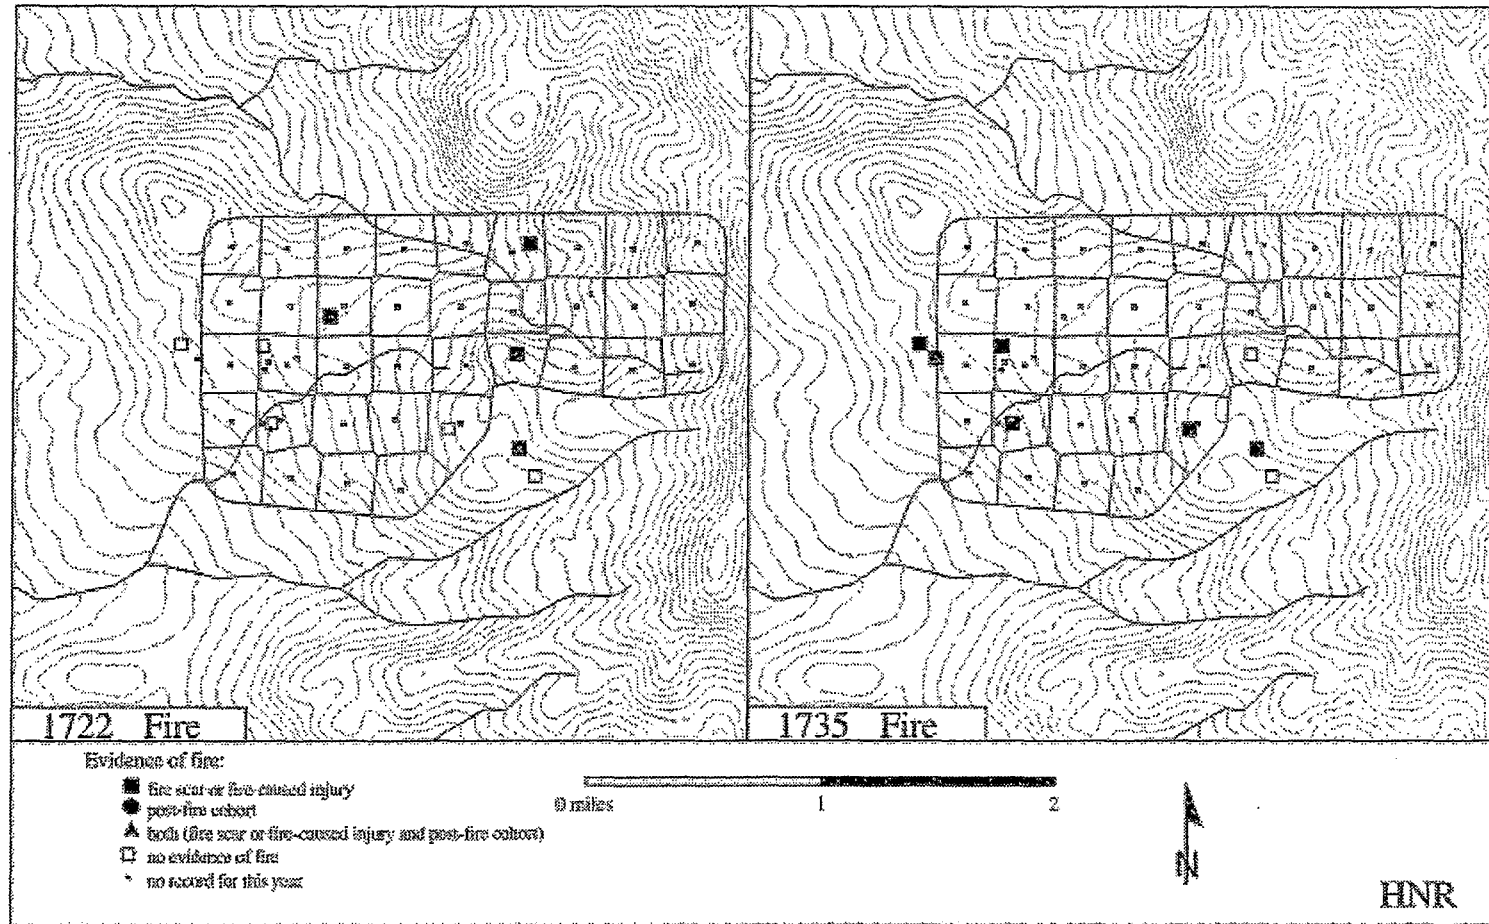 1722 Fire
1735 Fire
Evidence of fire:
fire scar or fire-caused injury
post-fire cohort
both (fire scar or fire-caused injury and post-fire cohort)
no evidence of fire
no record for this year
0 miles 1 2
N
HNR